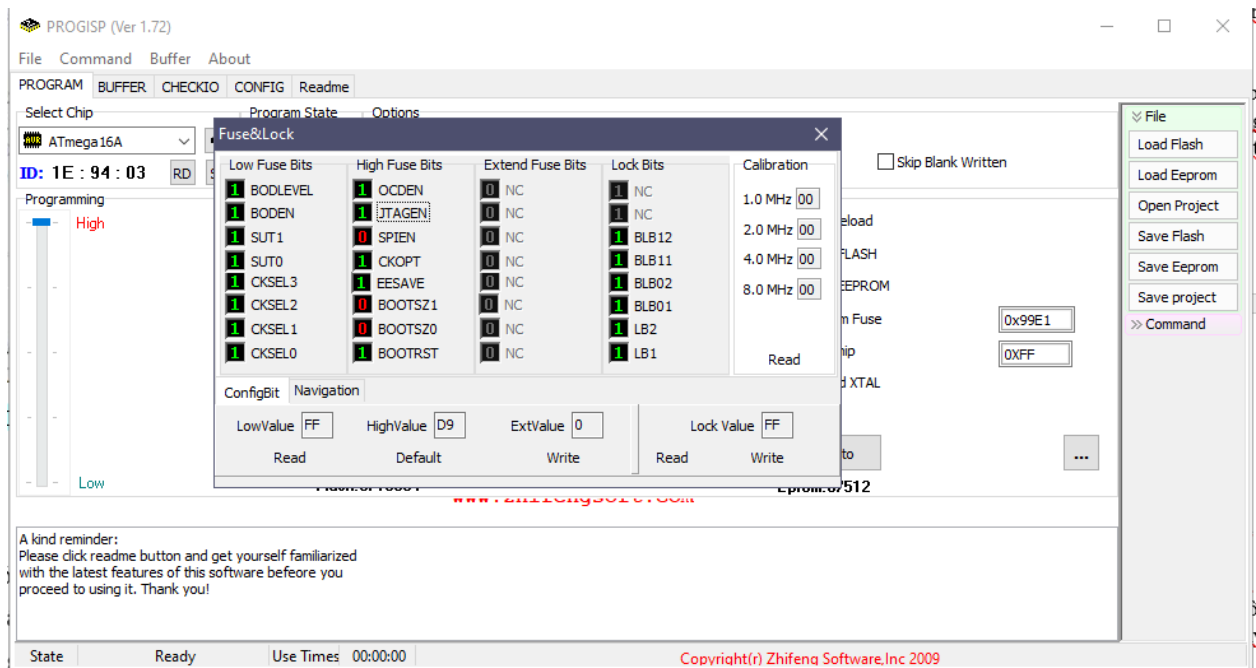 PROGISP (Ver 1.72)
File Command Buffer About
PROGRAM BUFFER CHECKIO CONFIG Readme
Select Chip Program State Options
ATmega16A
ID: 1E : 94 : 03 RD
Skip Blank Written
Programming
High
Low
Fuse&Lock
Low Fuse Bits High Fuse Bits Extend Fuse Bits Lock Bits Calibration
1 BODLEVEL 1 OCDEN 0 NC 1 NC
1 BODEN 1 JTAGEN 0 NC 1 NC
1 SUT1 0 SPIEN 0 NC 1 BLB12
1 SUT0 1 CKOPT 0 NC 1 BLB11
1 CKSEL3 1 EESAVE 0 NC 1 BLB02
1 CKSEL2 0 BOOTSZ1 0 NC 1 BLB01
1 CKSEL1 0 BOOTSZ0 0 NC 1 LB2
1 CKSEL0 1 BOOTRST 0 NC 1 LB1
1.0 MHz 00
2.0 MHz 00
4.0 MHz 00
8.0 MHz 00
Read
ConfigBit Navigation
LowValue FF HighValue D9 ExtValue 0 Lock Value FF
Read Default Write Read Write
eload
FLASH
EEPROM
m Fuse 0x99E1
hip 0XFF
d XTAL
to ...
www.zhifengsoft.com
Eprom:0/512
File
Load Flash
Load Eeprom
Open Project
Save Flash
Save Eeprom
Save project
Command
A kind reminder:
Please click readme button and get yourself familiarized
with the latest features of this software befeore you
proceed to using it. Thank you!
State Ready Use Times 00:00:00 Copyright(r) Zhifeng Software,Inc 2009